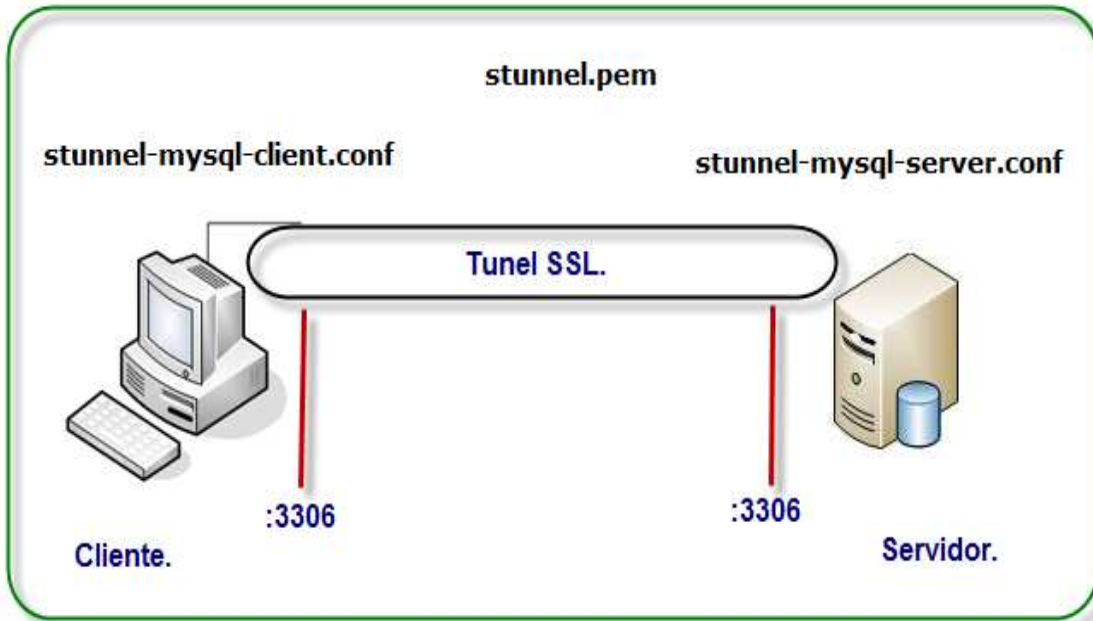 stunnel.pem
stunnel-mysql-client.conf
stunnel-mysql-server.conf
Tunel SSL.
:3306
:3306
Cliente.
Servidor.